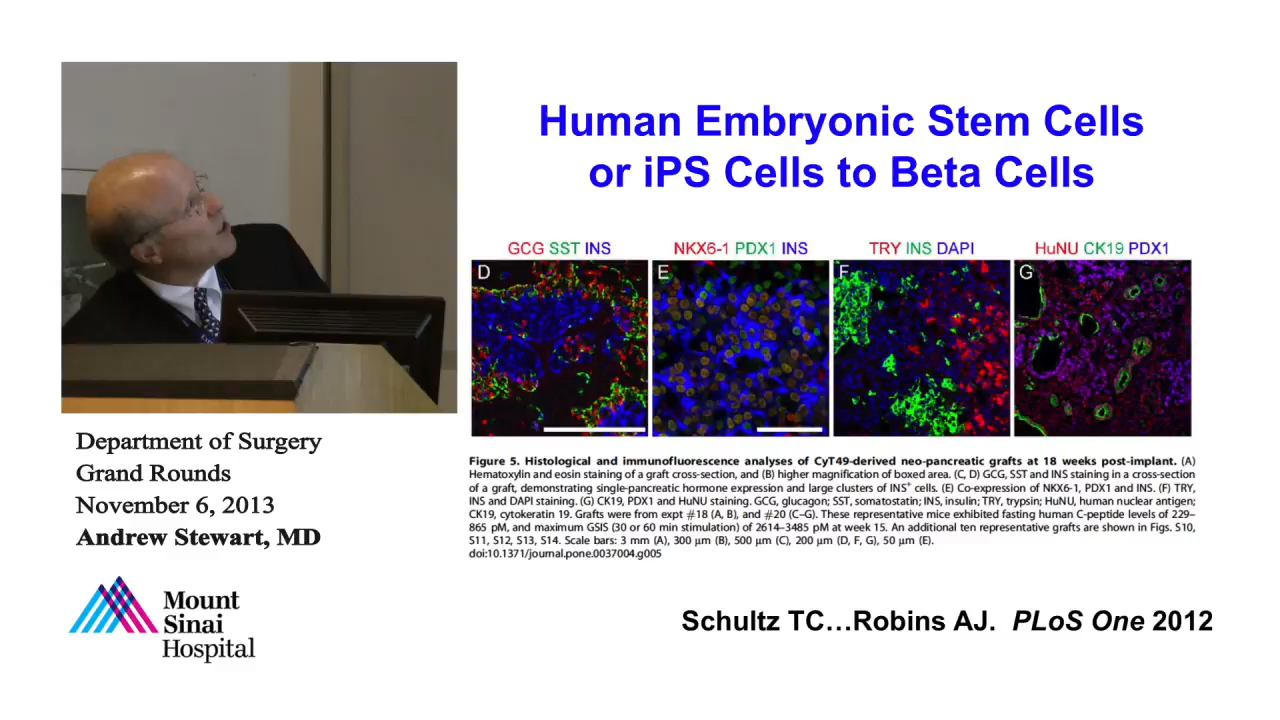 Human Embryonic Stem Cells
or iPS Cells to Beta Cells
GCG SST INS
NKX6-1 PDX1 INS
TRY INS DAPI
HuNU CK19 PDX1
D
E
F
G
Figure 5. Histological and immunofluorescence analyses of CyT49-derived neo-pancreatic grafts at 18 weeks post-implant. (A)
Hematoxylin and eosin staining of a graft cross-section, and (B) higher magnification of boxed area. (C, D) GCG, SST and INS staining in a cross-section
of a graft, demonstrating single-pancreatic hormone expression and large clusters of INS⁺ cells. (E) Co-expression of NKX6-1, PDX1 and INS. (F) TRY,
INS and DAPI staining. (G) CK19, PDX1 and HuNU staining. GCG, glucagon; SST, somatostatin; INS, insulin; TRY, trypsin; HuNU, human nuclear antigen;
CK19, cytokeratin 19. Grafts were from expt #18 (A, B), and #20 (C–G). These representative mice exhibited fasting human C-peptide levels of 229–
865 pM, and maximum GSIS (30 or 60 min stimulation) of 2614–3485 pM at week 15. An additional ten representative grafts are shown in Figs. S10,
S11, S12, S13, S14. Scale bars: 3 mm (A), 300 μm (B), 500 μm (C), 200 μm (D, F, G), 50 μm (E).
doi:10.1371/journal.pone.0037004.g005
Schultz TC…Robins AJ. PLoS One 2012
Department of Surgery
Grand Rounds
November 6, 2013
Andrew Stewart, MD
Mount
Sinai
Hospital